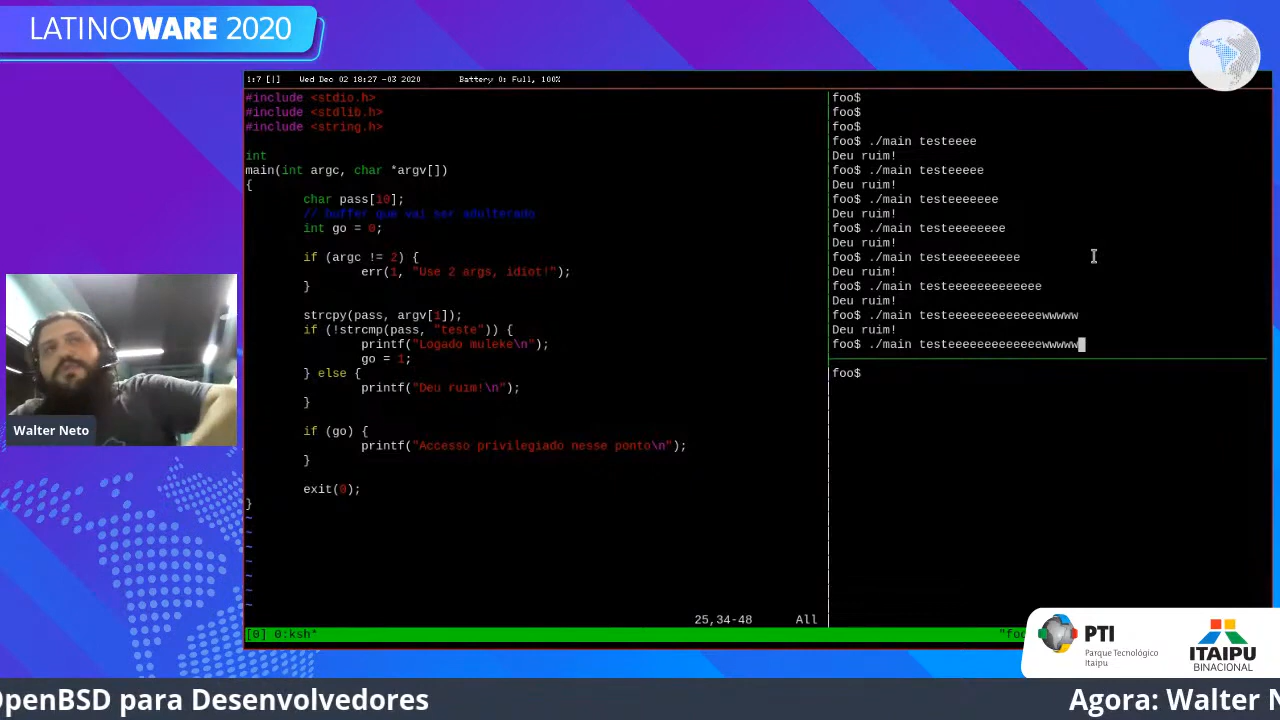 LATINOWARE 2020
1:7 [|] Wed Dec 02 18:27 -03 2020 Battery 0: Full, 100%
#include <stdio.h>
#include <stdlib.h>
#include <string.h>
int
main(int argc, char *argv[])
{
char pass[10];
// buffer que vai ser adulterado
int go = 0;
if (argc != 2) {
err(1, "Use 2 args, idiot!");
}
strcpy(pass, argv[1]);
if (!strcmp(pass, "teste")) {
printf("Logado muleke\n");
go = 1;
} else {
printf("Deu ruim!\n");
}
if (go) {
printf("Accesso privilegiado nesse ponto\n");
}
exit(0);
}
~
~
~
~
~
~
~
25,34-48 All
[0] 0:ksh*
"foo
foo$
foo$
foo$
foo$ ./main testeeee
Deu ruim!
foo$ ./main testeeeee
Deu ruim!
foo$ ./main testeeeeeee
Deu ruim!
foo$ ./main testeeeeeeee
Deu ruim!
foo$ ./main testeeeeeeeeee
Deu ruim!
foo$ ./main testeeeeeeeeeeeee
Deu ruim!
foo$ ./main testeeeeeeeeeeeeewwwww
Deu ruim!
foo$ ./main testeeeeeeeeeeeeewwwww
foo$
Walter Neto
PTI
Parque Tecnológico
Itaipu
ITAIPU
BINACIONAL
OpenBSD para Desenvolvedores
Agora: Walter N